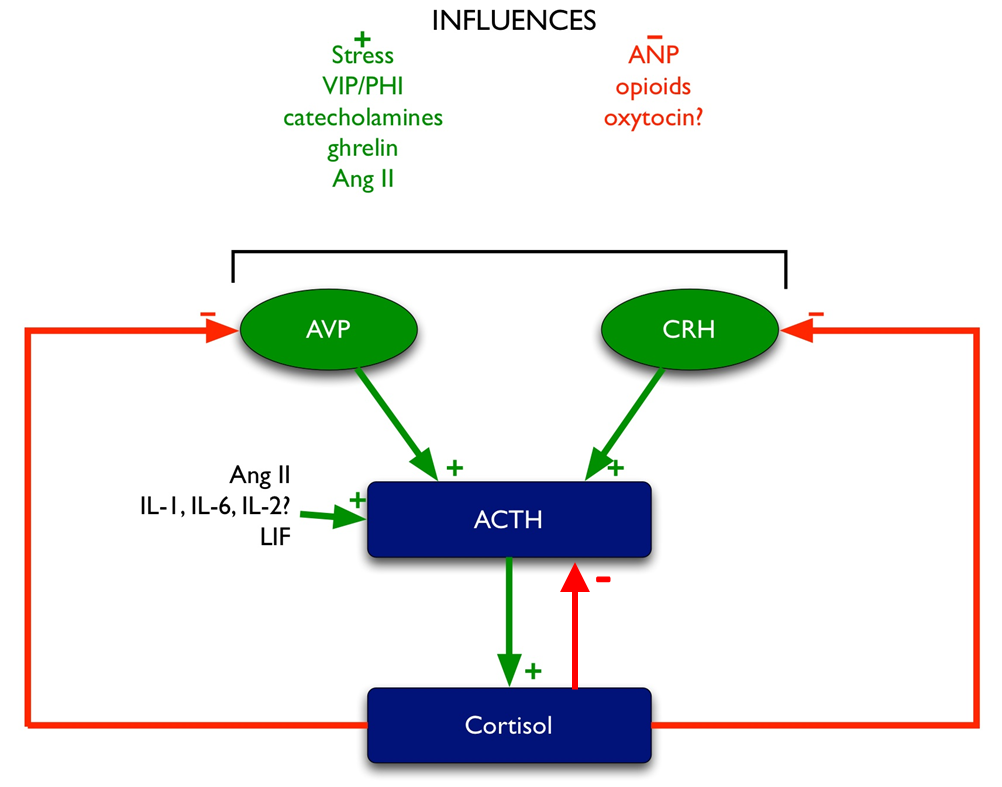 INFLUENCES
+
Stress
VIP/PHI
catecholamines
ghrelin
Ang II
−
ANP
opioids
oxytocin?
−
AVP
CRH
−
+
+
Ang II
IL-1, IL-6, IL-2?
LIF
+
ACTH
-
+
Cortisol